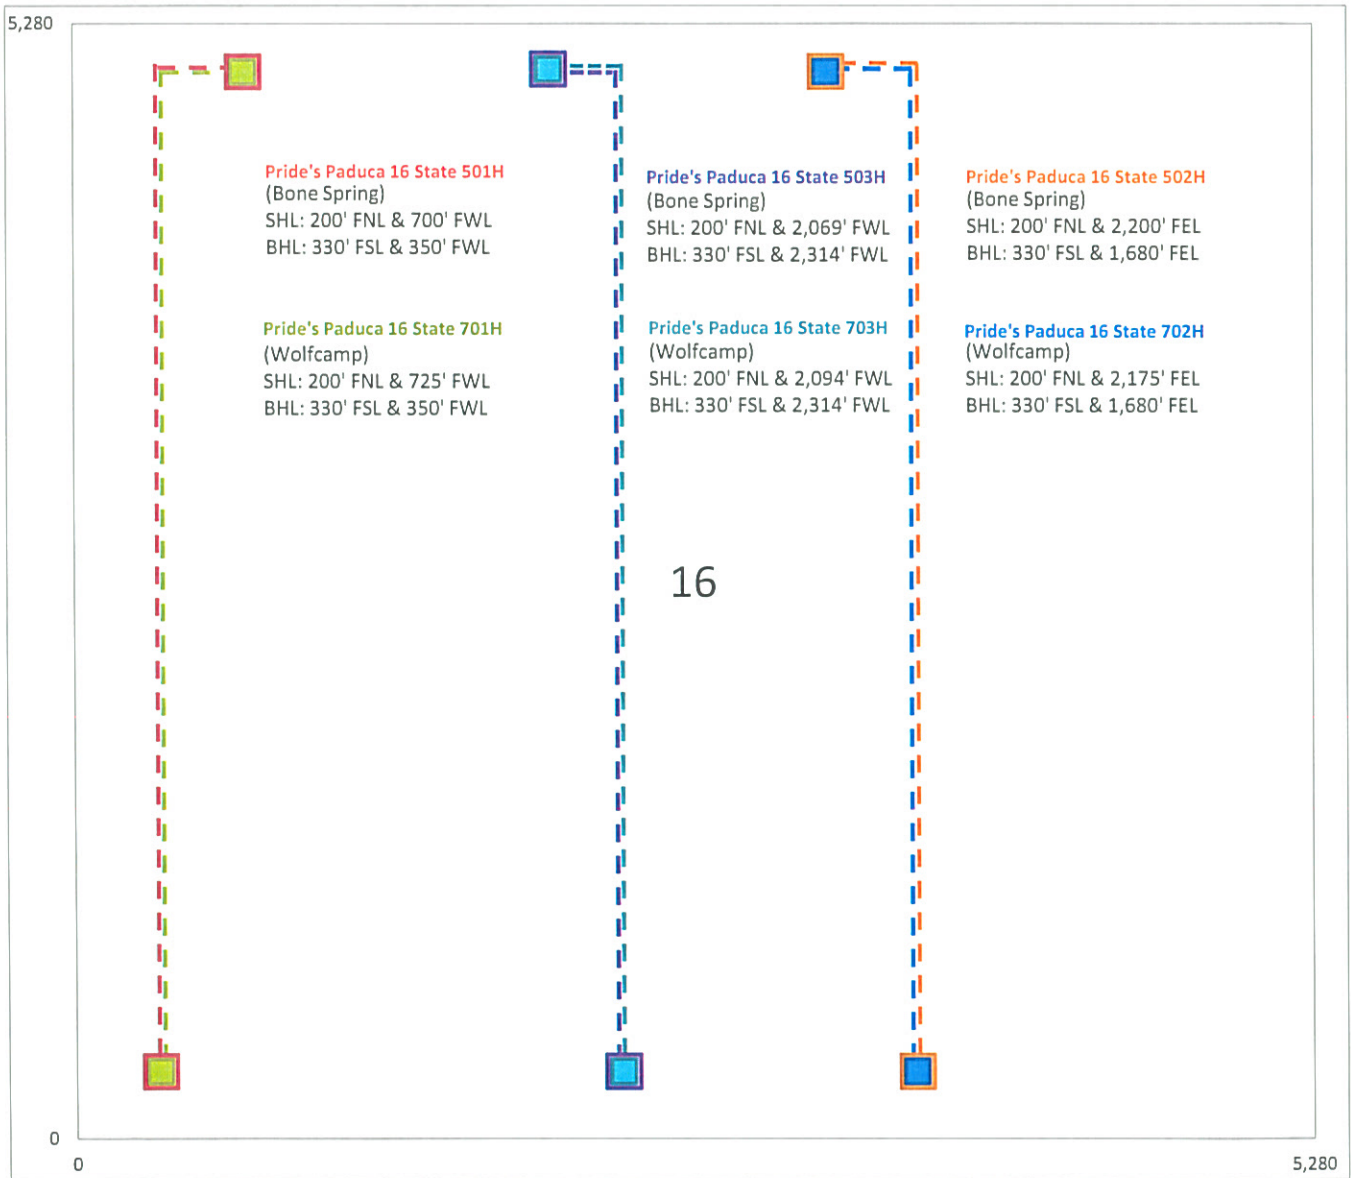 5,280
Pride's Paduca 16 State 501H
(Bone Spring)
SHL: 200' FNL & 700' FWL
BHL: 330' FSL & 350' FWL
Pride's Paduca 16 State 701H
(Wolfcamp)
SHL: 200' FNL & 725' FWL
BHL: 330' FSL & 350' FWL
Pride's Paduca 16 State 503H
(Bone Spring)
SHL: 200' FNL & 2,069' FWL
BHL: 330' FSL & 2,314' FWL
Pride's Paduca 16 State 703H
(Wolfcamp)
SHL: 200' FNL & 2,094' FWL
BHL: 330' FSL & 2,314' FWL
Pride's Paduca 16 State 502H
(Bone Spring)
SHL: 200' FNL & 2,200' FEL
BHL: 330' FSL & 1,680' FEL
Pride's Paduca 16 State 702H
(Wolfcamp)
SHL: 200' FNL & 2,175' FEL
BHL: 330' FSL & 1,680' FEL
16
0
0
5,280